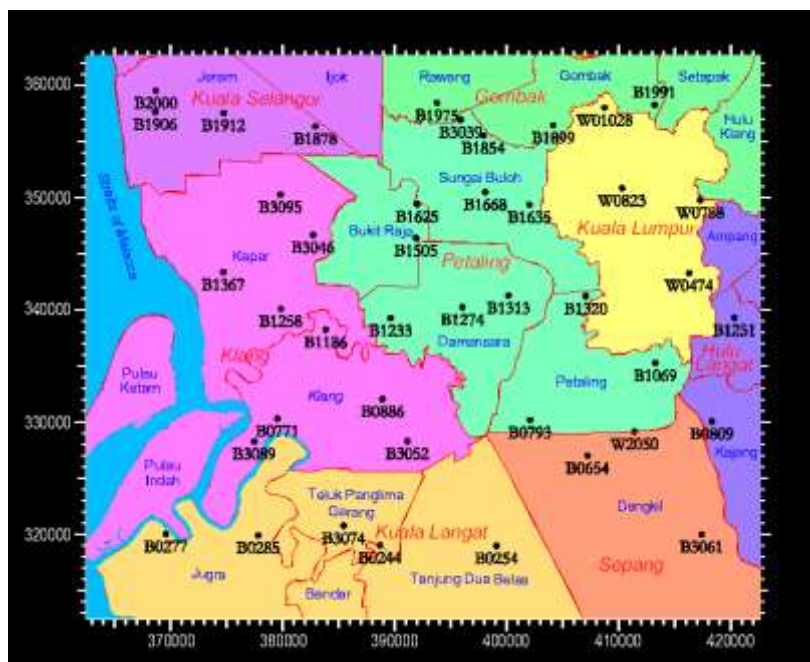 360000
350000
340000
330000
320000
370000
380000
390000
400000
410000
420000
Jeram
Ijok
Rawang
Gombak
Setapak
Kuala Selangor
Gombak
Hulu
Klang
B2000
B1906
B1912
B1878
B1975
B3039
B1854
B1899
W01028
B1991
Straits of Malacca
Sungai Buloh
B3095
B1625
B1668
B1635
W0823
W0788
Bukit Raja
Kuala Lumpur
Ampang
B3046
B1505
Kapar
Petaling
B1367
W0474
B1258
B1186
B1233
B1274
B1313
B1320
B1251
Klang
Damansara
Hulu
Langat
Pulau
Ketam
Klang
Petaling
B1069
B0886
B0771
B3089
B3052
B0793
W2050
B0809
Kajang
B0654
Pulau
Indah
Teluk Panglima
Garang
Dengkil
Kuala Langat
B0277
B0285
B3074
B0244
B0254
B3061
Jugra
Bandar
Tanjung Dua Belas
Sepang